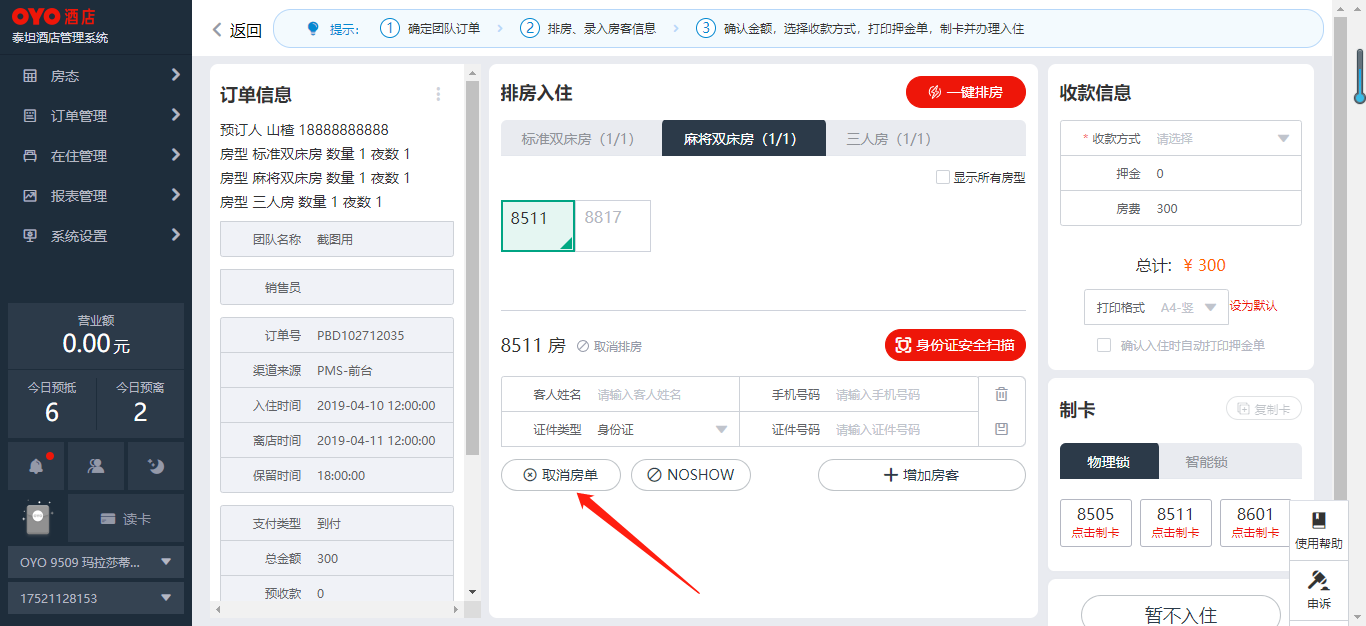 OYO 酒店
泰坦酒店管理系统
房态
订单管理
在住管理
报表管理
系统设置
营业额
0.00元
今日预抵
6
今日预离
2
读卡
OYO 9509 玛拉莎蒂...
17521128153
返回
提示: 1 确定团队订单 2 排房、录入房客信息 3 确认金额，选择收款方式，打印押金单，制卡并办理入住
订单信息
预订人 山楂 18888888888
房型 标准双床房 数量 1 夜数 1
房型 麻将双床房 数量 1 夜数 1
房型 三人房 数量 1 夜数 1
团队名称 截图用
销售员
订单号 PBD102712035
渠道来源 PMS-前台
入住时间 2019-04-10 12:00:00
离店时间 2019-04-11 12:00:00
保留时间 18:00:00
支付类型 到付
总金额 300
预收款 0
排房入住
一键排房
标准双床房（1/1） 麻将双床房（1/1） 三人房（1/1）
显示所有房型
8511 8817
8511 房 取消排房
身份证安全扫描
客人姓名 请输入客人姓名 手机号码 请输入手机号码
证件类型 身份证 证件号码 请输入证件号码
取消房单 NOSHOW 增加房客
收款信息
* 收款方式 请选择
押金 0
房费 300
总计: ¥ 300
打印格式 A4-竖 设为默认
确认入住时自动打印押金单
制卡
复制卡
物理锁 智能锁
8505 8511 8601
点击制卡 点击制卡 点击制卡
暂不入住
使用帮助
申诉